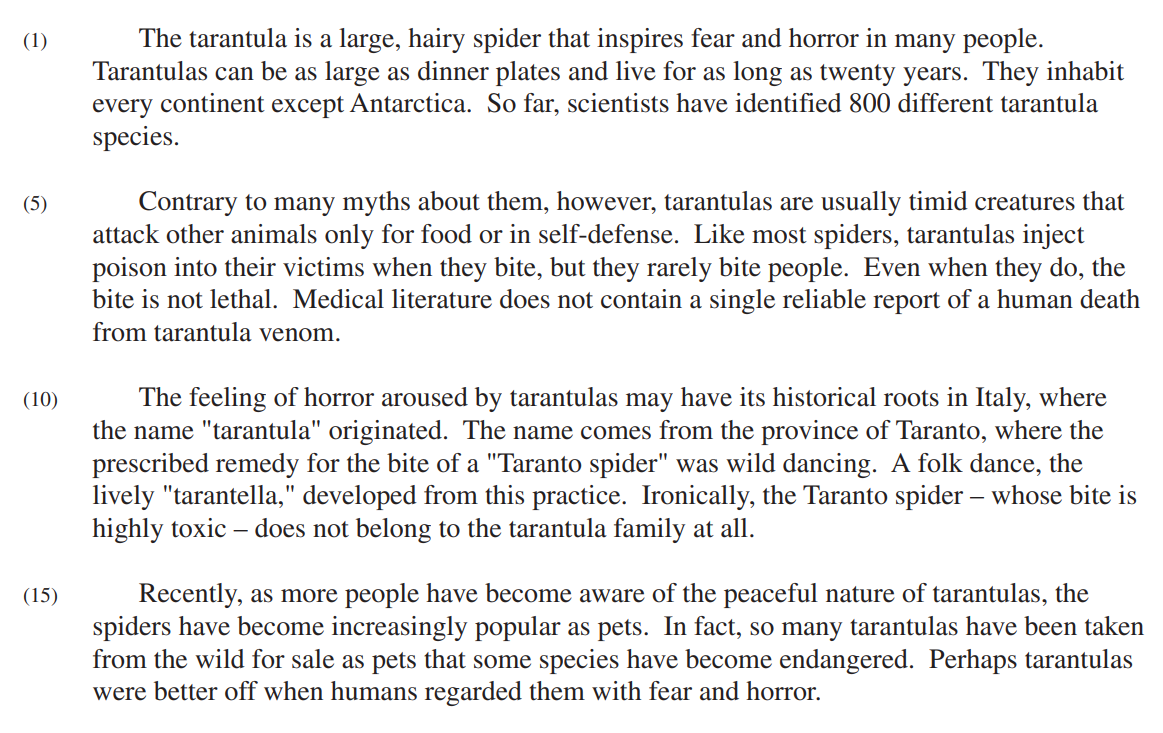 (1) The tarantula is a large, hairy spider that inspires fear and horror in many people.
Tarantulas can be as large as dinner plates and live for as long as twenty years.  They inhabit
every continent except Antarctica.  So far, scientists have identified 800 different tarantula
species.
(5) Contrary to many myths about them, however, tarantulas are usually timid creatures that
attack other animals only for food or in self-defense.  Like most spiders, tarantulas inject
poison into their victims when they bite, but they rarely bite people.  Even when they do, the
bite is not lethal.  Medical literature does not contain a single reliable report of a human death
from tarantula venom.
(10) The feeling of horror aroused by tarantulas may have its historical roots in Italy, where
the name "tarantula" originated.  The name comes from the province of Taranto, where the
prescribed remedy for the bite of a "Taranto spider" was wild dancing.  A folk dance, the
lively "tarantella," developed from this practice.  Ironically, the Taranto spider – whose bite is
highly toxic – does not belong to the tarantula family at all.
(15) Recently, as more people have become aware of the peaceful nature of tarantulas, the
spiders have become increasingly popular as pets.  In fact, so many tarantulas have been taken
from the wild for sale as pets that some species have become endangered.  Perhaps tarantulas
were better off when humans regarded them with fear and horror.